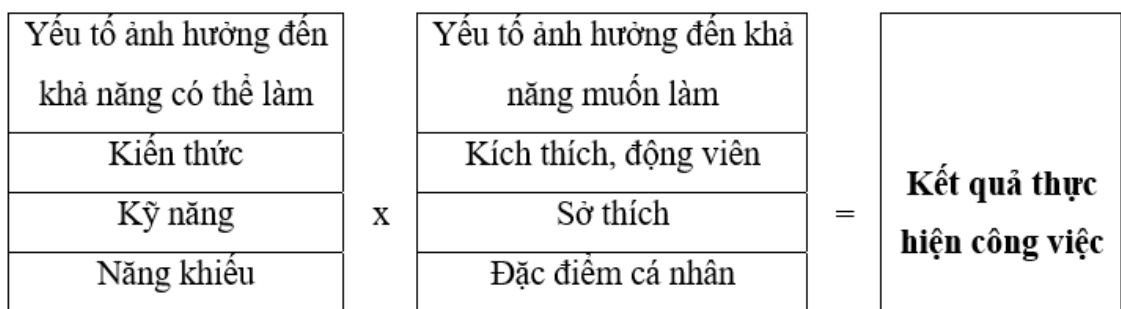 Yếu tố ảnh hưởng đến
khả năng có thể làm
Kiến thức
Kỹ năng
Năng khiếu
x
Yếu tố ảnh hưởng đến khả
năng muốn làm
Kích thích, động viên
Sở thích
Đặc điểm cá nhân
=
Kết quả thực
hiện công việc